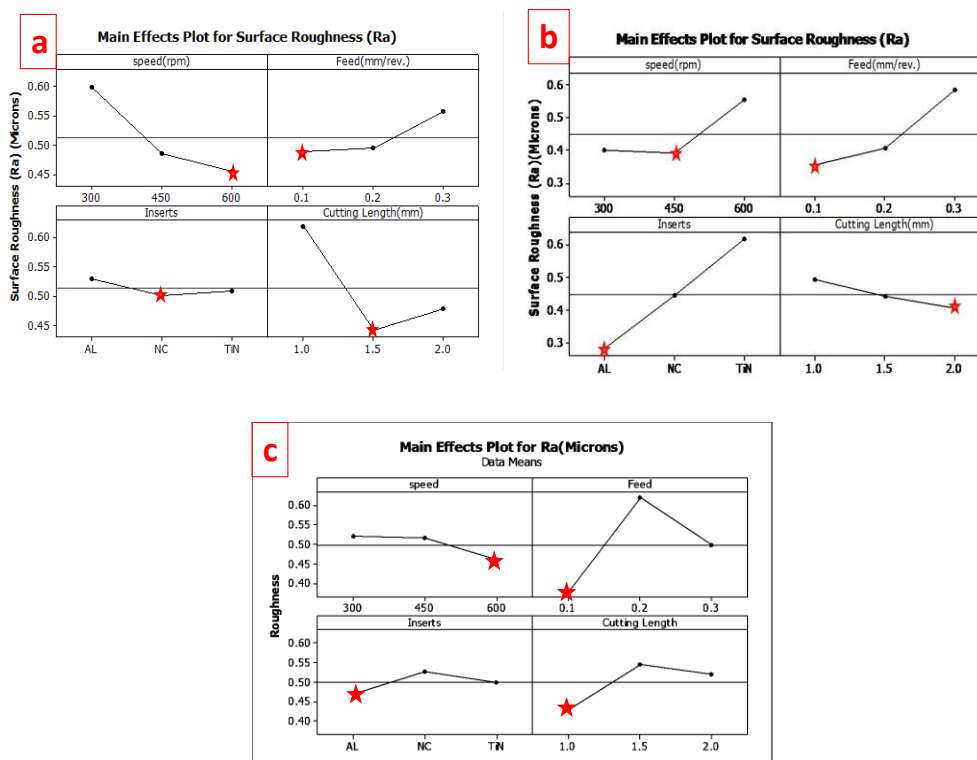 a
Main Effects Plot for Surface Roughness (Ra)
speed(rpm) Feed(mm/rev.)
Surface Roughness (Ra) (Microns)
0.60
0.50
0.45
300 450 600 0.1 0.2 0.3
Inserts Cutting Length(mm)
0.60
0.55
0.50
0.45
AL NC TiN 1.0 1.5 2.0
b
Main Effects Plot for Surface Roughness (Ra)
speed(rpm) Feed(mm/rev.)
Surface Roughness (Ra)(Microns)
0.6
0.5
0.4
0.3
300 450 600 0.1 0.2 0.3
Inserts Cutting Length(mm)
0.6
0.5
0.4
0.3
AL NC TiN 1.0 1.5 2.0
c
Main Effects Plot for Ra(Microns)
Data Means
speed Feed
Roughness
0.60
0.55
0.50
0.40
300 450 600 0.1 0.2 0.3
Inserts Cutting Length
0.60
0.55
0.50
0.40
AL NC TiN 1.0 1.5 2.0